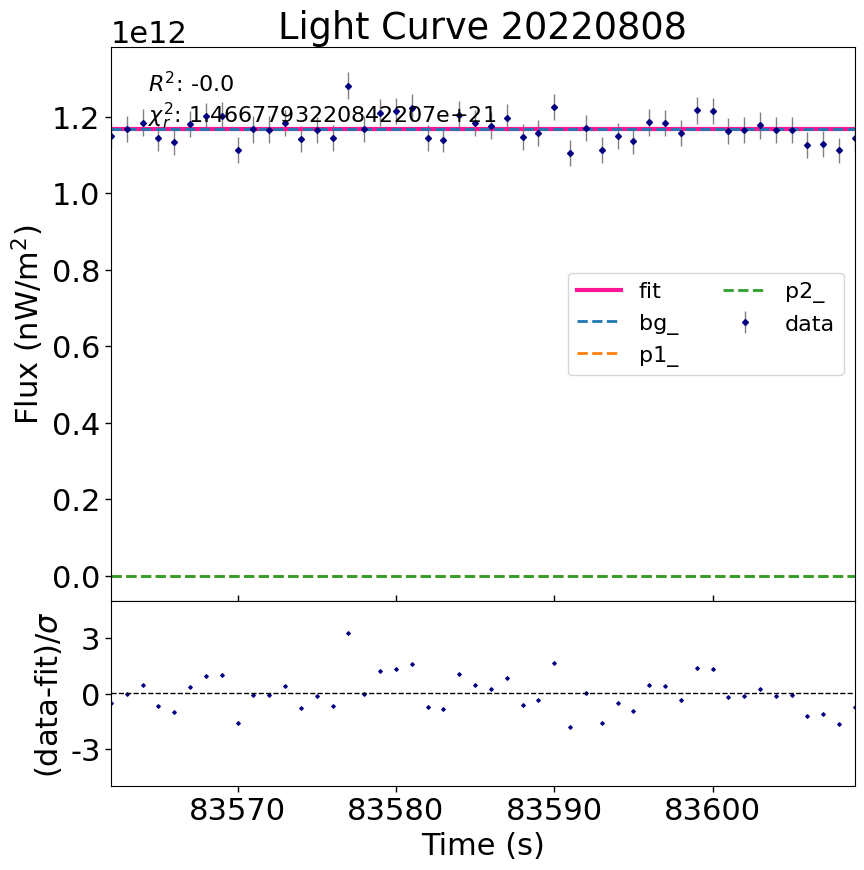 Light Curve 20220808
1e12
R²: -0.0
χ²ᵣ: 1.4667793220842207e+21
1.2
1.0
0.8
0.6
0.4
0.2
0.0
Flux (nW/m²)
fit
bg_
p1_
p2_
data
3
0
-3
(data-fit)/σ
83570 83580 83590 83600
Time (s)